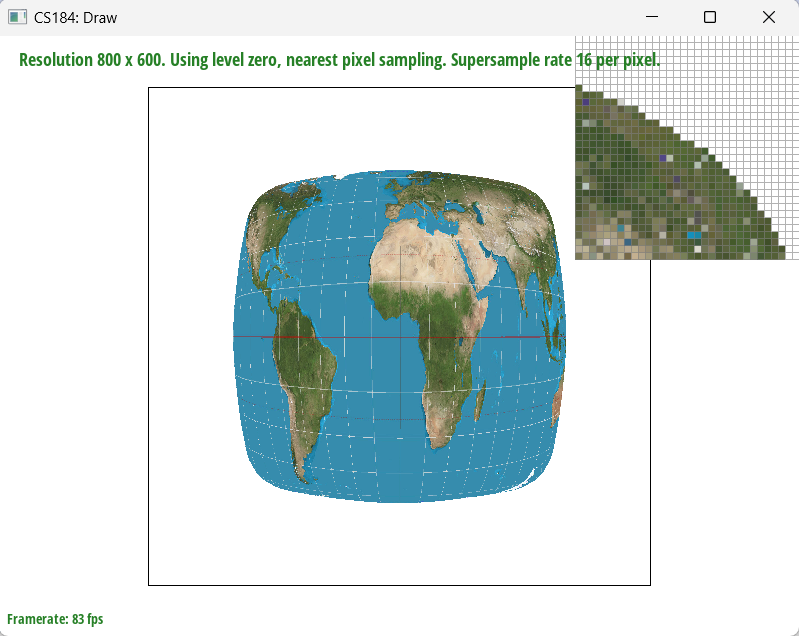 CS184: Draw
Resolution 800 x 600. Using level zero, nearest pixel sampling. Supersample rate 16 per pixel.
Framerate: 83 fps